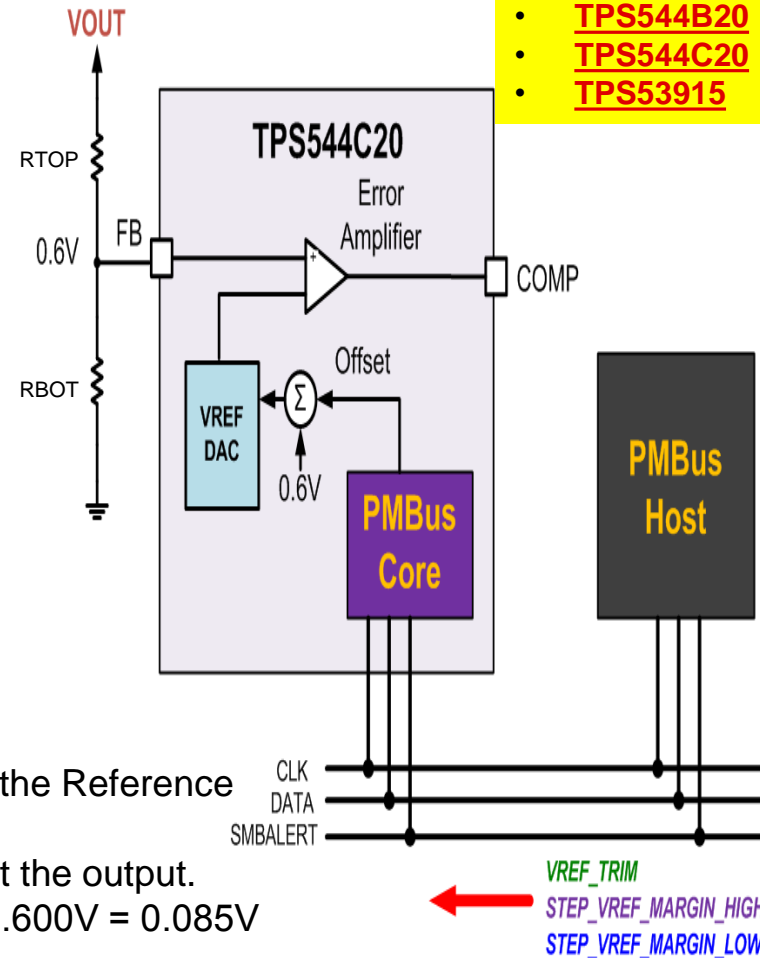 • TPS544B20
• TPS544C20
• TPS53915
VOUT
RTOP
0.6V
FB
RBOT
TPS544C20
Error
Amplifier
+
COMP
Offset
VREF
DAC
Σ
0.6V
PMBus
Core
PMBus
Host
CLK
DATA
SMBALERT
the Reference
t the output.
.600V = 0.085V
VREF_TRIM
STEP_VREF_MARGIN_HIGH
STEP_VREF_MARGIN_LOW